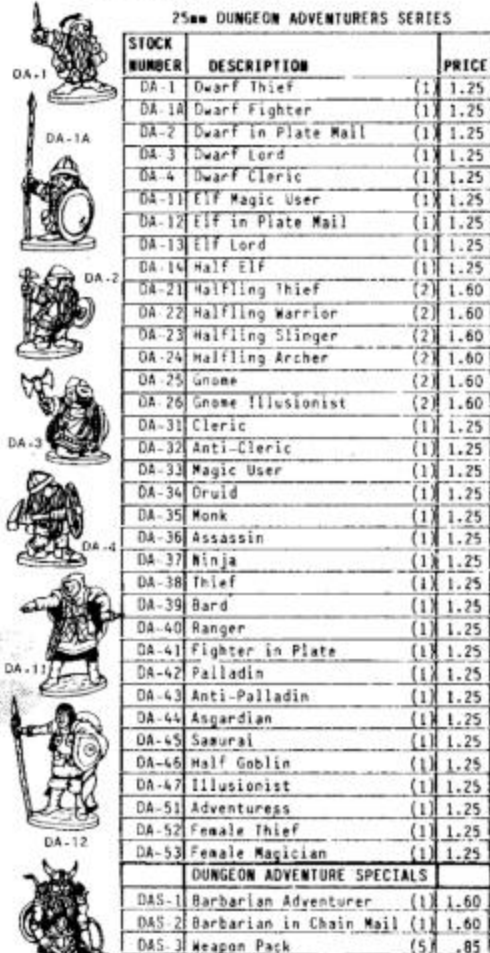 25mm DUNGEON ADVENTURERS SERIES
STOCK NUMBER DESCRIPTION PRICE
DA-1 Dwarf Thief (1) 1.25
DA-1A Dwarf Fighter (1) 1.25
DA-2 Dwarf in Plate Mail (1) 1.25
DA-3 Dwarf Lord (1) 1.25
DA-4 Dwarf Cleric (1) 1.25
DA-11 Elf Magic User (1) 1.25
DA-12 Elf in Plate Mail (1) 1.25
DA-13 Elf Lord (1) 1.25
DA-14 Half Elf (1) 1.25
DA-21 Halfling Thief (2) 1.60
DA-22 Halfling Warrior (2) 1.60
DA-23 Halfling Slinger (2) 1.60
DA-24 Halfling Archer (2) 1.60
DA-25 Gnome (2) 1.60
DA-26 Gnome Illusionist (2) 1.60
DA-31 Cleric (1) 1.25
DA-32 Anti-Cleric (1) 1.25
DA-33 Magic User (1) 1.25
DA-34 Druid (1) 1.25
DA-35 Monk (1) 1.25
DA-36 Assassin (1) 1.25
DA-37 Ninja (1) 1.25
DA-38 Thief (1) 1.25
DA-39 Bard (1) 1.25
DA-40 Ranger (1) 1.25
DA-41 Fighter in Plate (1) 1.25
DA-42 Palladin (1) 1.25
DA-43 Anti-Palladin (1) 1.25
DA-44 Asgardian (1) 1.25
DA-45 Samurai (1) 1.25
DA-46 Half Goblin (1) 1.25
DA-47 Illusionist (1) 1.25
DA-51 Adventuress (1) 1.25
DA-52 Female Thief (1) 1.25
DA-53 Female Magician (1) 1.25
DUNGEON ADVENTURE SPECIALS
DAS-1 Barbarian Adventurer (1) 1.60
DAS-2 Barbarian in Chain Mail (1) 1.60
DAS-3 Weapon Pack (5) .85
DA-1
DA-1A
DA-2
DA-3
DA-4
DA-11
DA-12